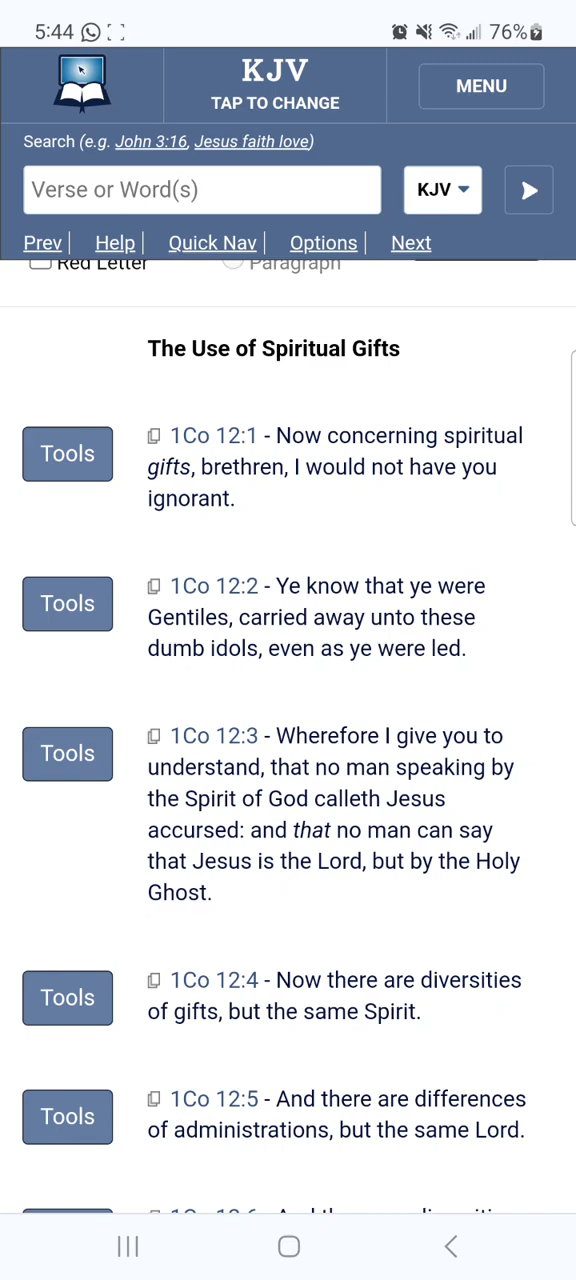 5:44 76%
KJV
TAP TO CHANGE
MENU
Search (e.g. John 3:16, Jesus faith love)
Verse or Word(s)
KJV
Prev| Help| Quick Nav| Options| Next
Red Letter Paragraph
The Use of Spiritual Gifts
Tools
1Co 12:1 - Now concerning spiritual
gifts, brethren, I would not have you
ignorant.
Tools
1Co 12:2 - Ye know that ye were
Gentiles, carried away unto these
dumb idols, even as ye were led.
Tools
1Co 12:3 - Wherefore I give you to
understand, that no man speaking by
the Spirit of God calleth Jesus
accursed: and that no man can say
that Jesus is the Lord, but by the Holy
Ghost.
Tools
1Co 12:4 - Now there are diversities
of gifts, but the same Spirit.
Tools
1Co 12:5 - And there are differences
of administrations, but the same Lord.